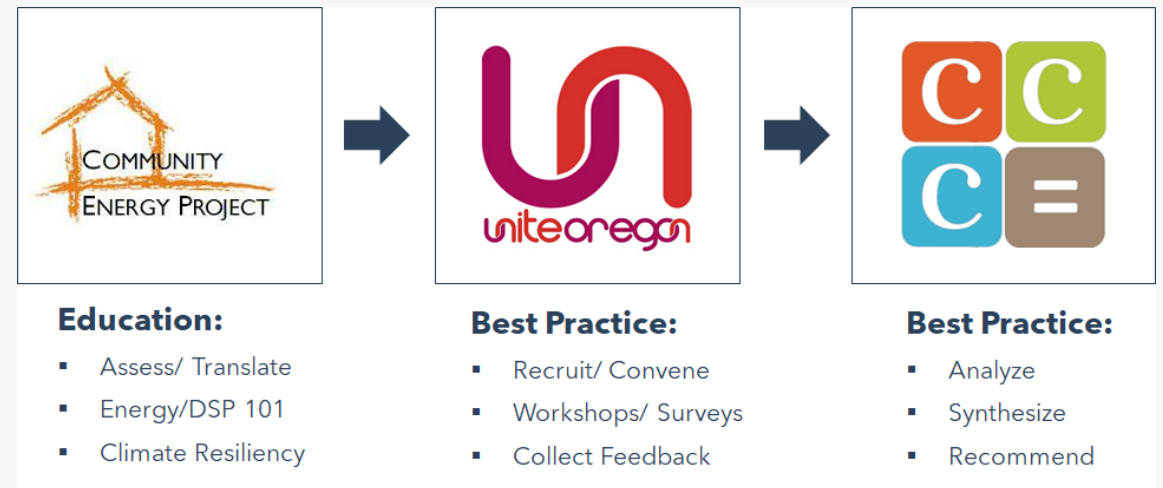 COMMUNITY
ENERGY PROJECT
uniteoregon
C C
C =
Education:
▪ Assess/ Translate
▪ Energy/DSP 101
▪ Climate Resiliency
Best Practice:
▪ Recruit/ Convene
▪ Workshops/ Surveys
▪ Collect Feedback
Best Practice:
▪ Analyze
▪ Synthesize
▪ Recommend